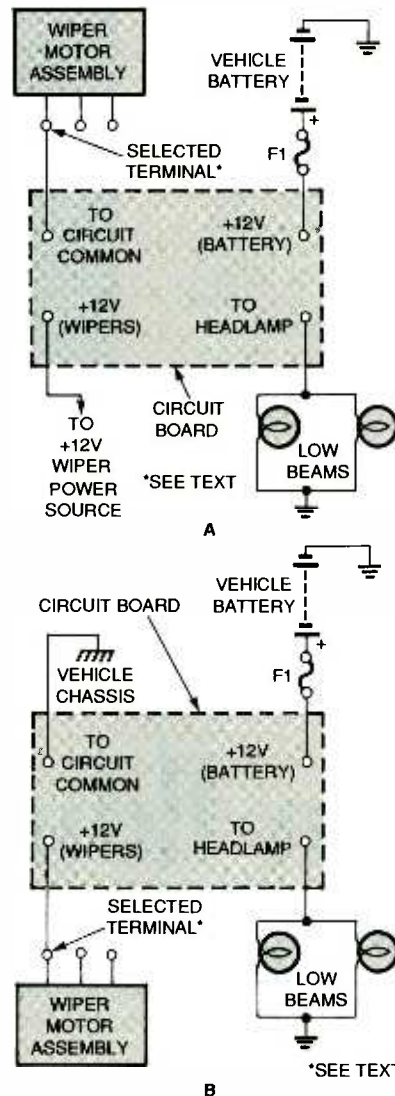 WIPER
MOTOR
ASSEMBLY
VEHICLE
BATTERY
+
F1
SELECTED
TERMINAL*
TO
CIRCUIT
COMMON
+12V
(BATTERY)
+12V
(WIPERS)
TO
HEADLAMP
TO
+12V
WIPER
POWER
SOURCE
CIRCUIT
BOARD
*SEE TEXT
LOW
BEAMS
A
CIRCUIT BOARD
VEHICLE
BATTERY
+
F1
VEHICLE
CHASSIS
TO
CIRCUIT
COMMON
+12V
(BATTERY)
+12V
(WIPERS)
TO
HEADLAMP
SELECTED
TERMINAL*
WIPER
MOTOR
ASSEMBLY
LOW
BEAMS
*SEE TEXT
B